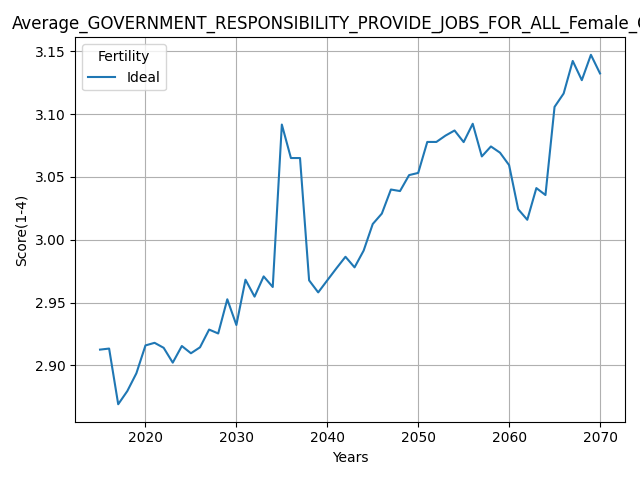 Average_GOVERNMENT_RESPONSIBILITY_PROVIDE_JOBS_FOR_ALL_Female_
Fertility
Ideal
3.15
3.10
3.05
3.00
2.95
2.90
Score(1-4)
2020 2030 2040 2050 2060 2070
Years